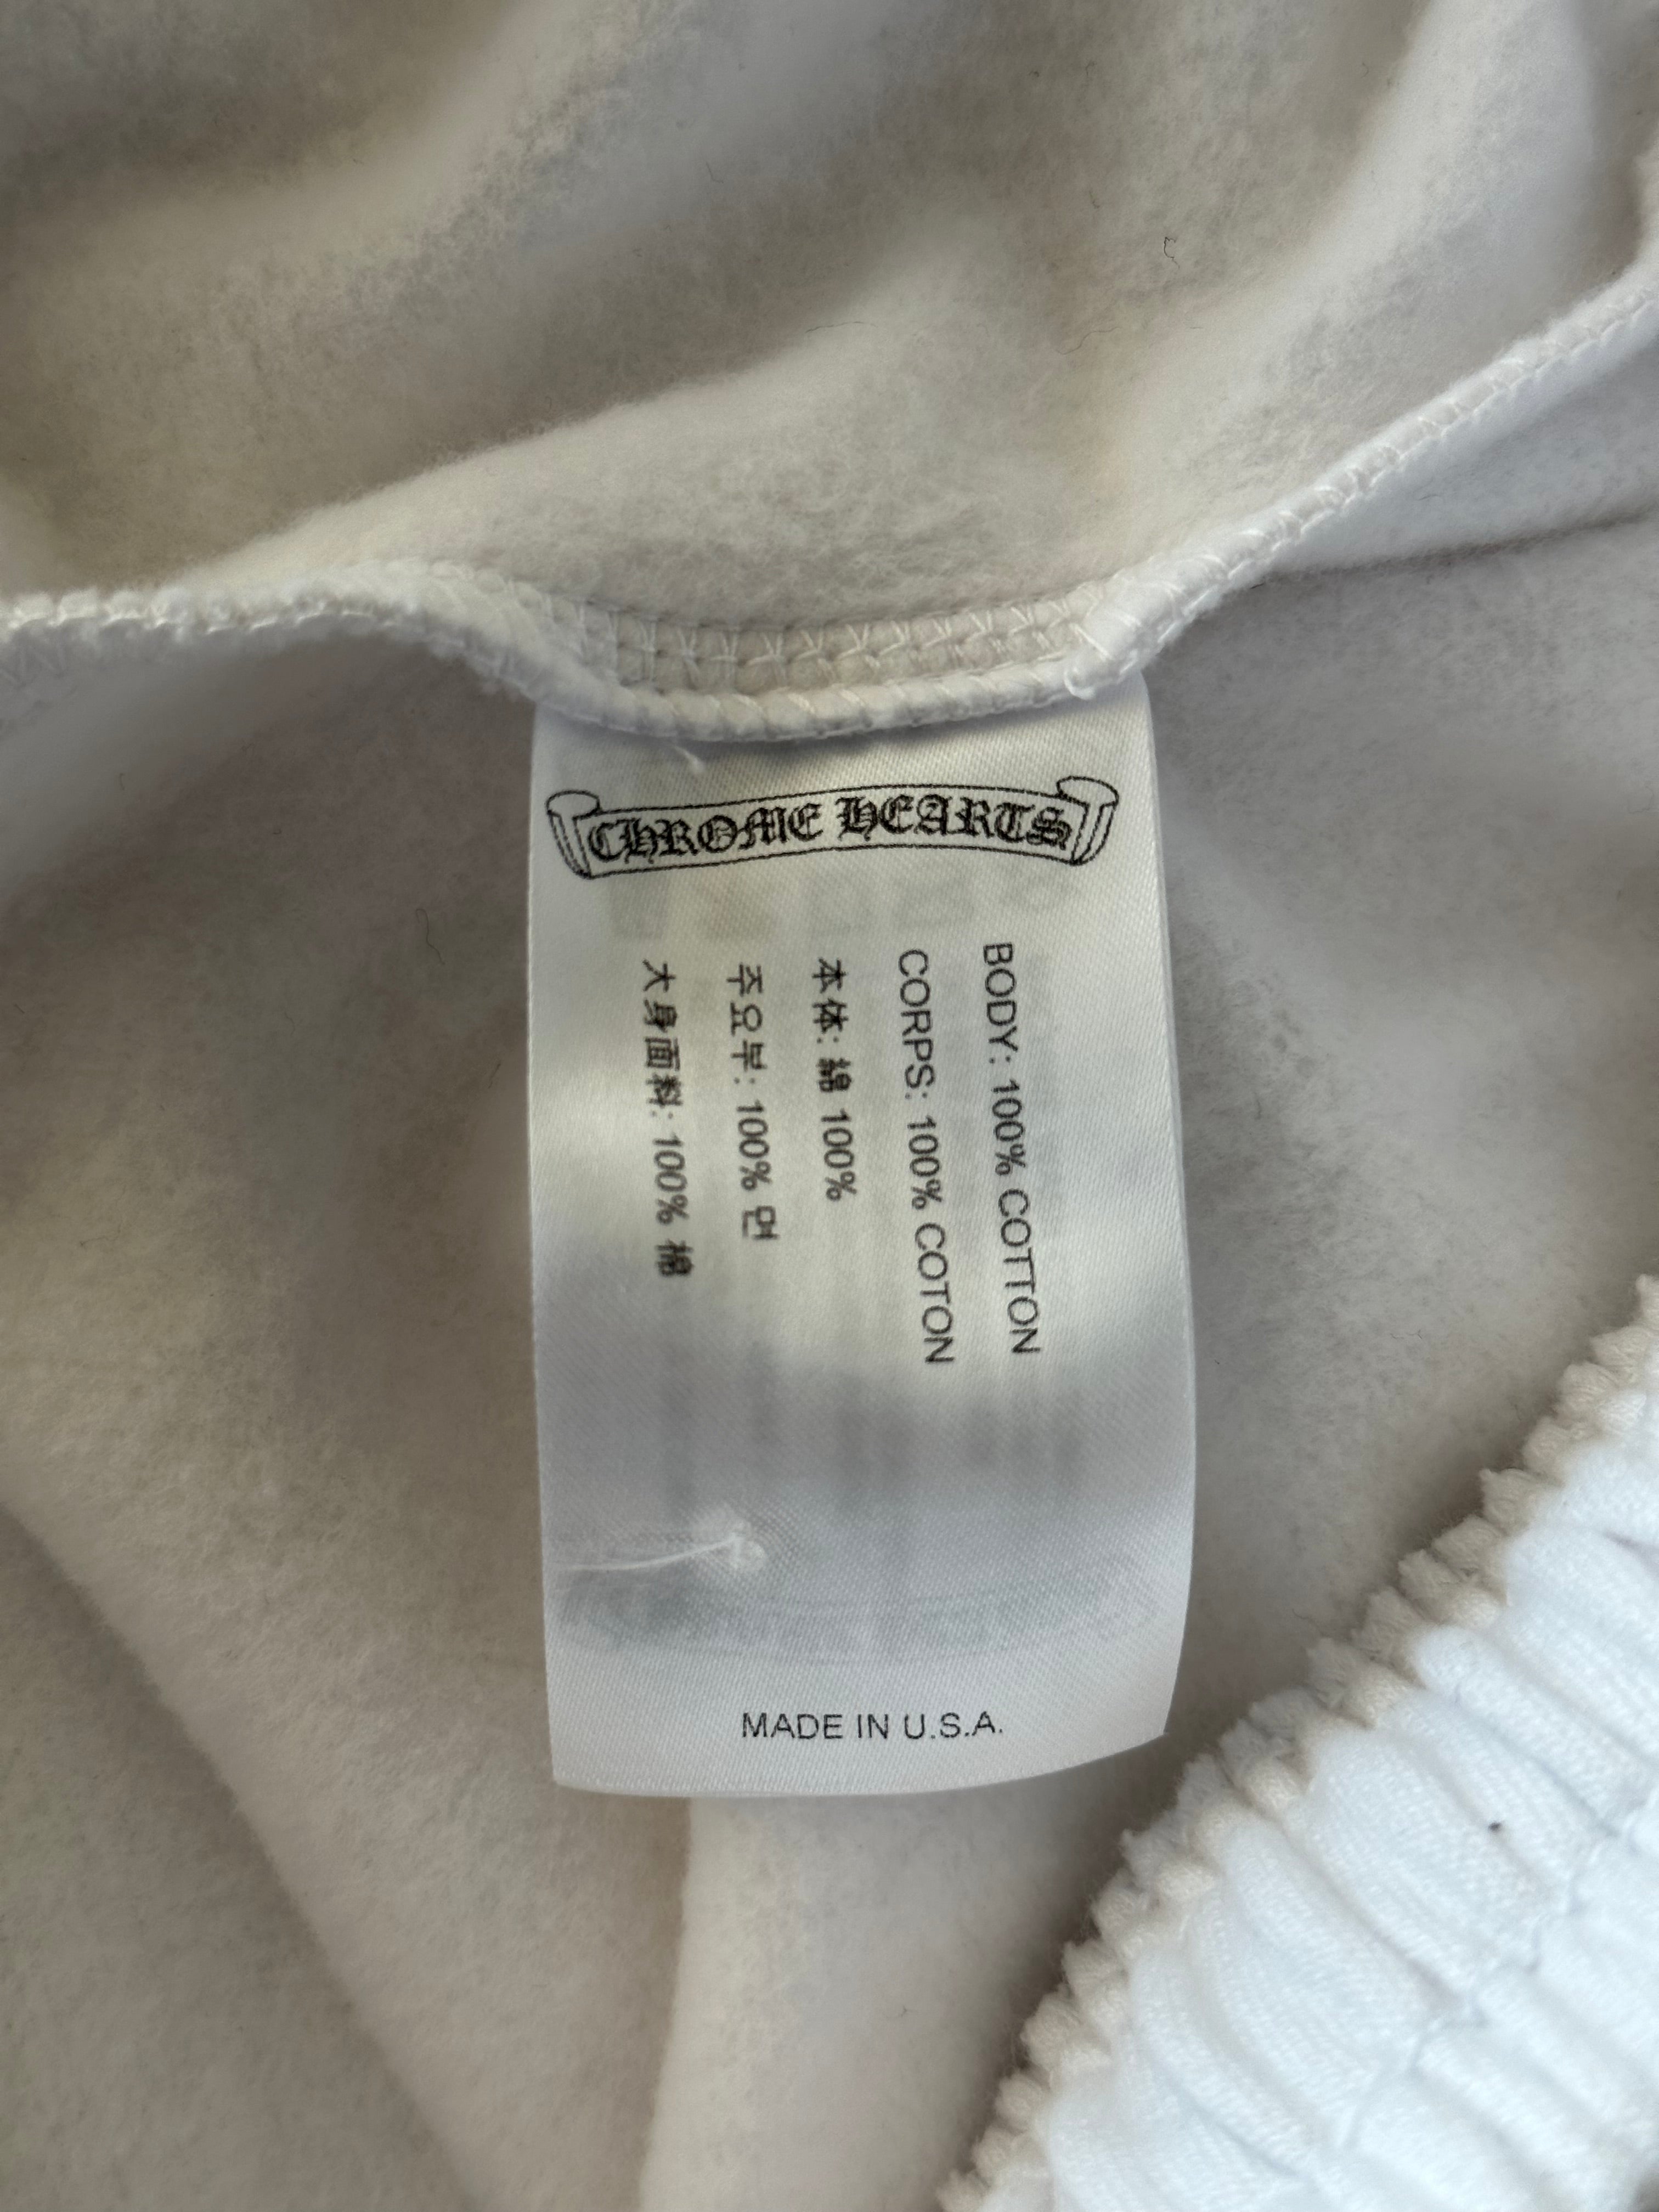 CHROME HEARTS
BODY: 100% COTTON
CORPS: 100% COTON
本体: 綿 100%
주요부: 100% 면
大身面料: 100% 棉
MADE IN U.S.A.